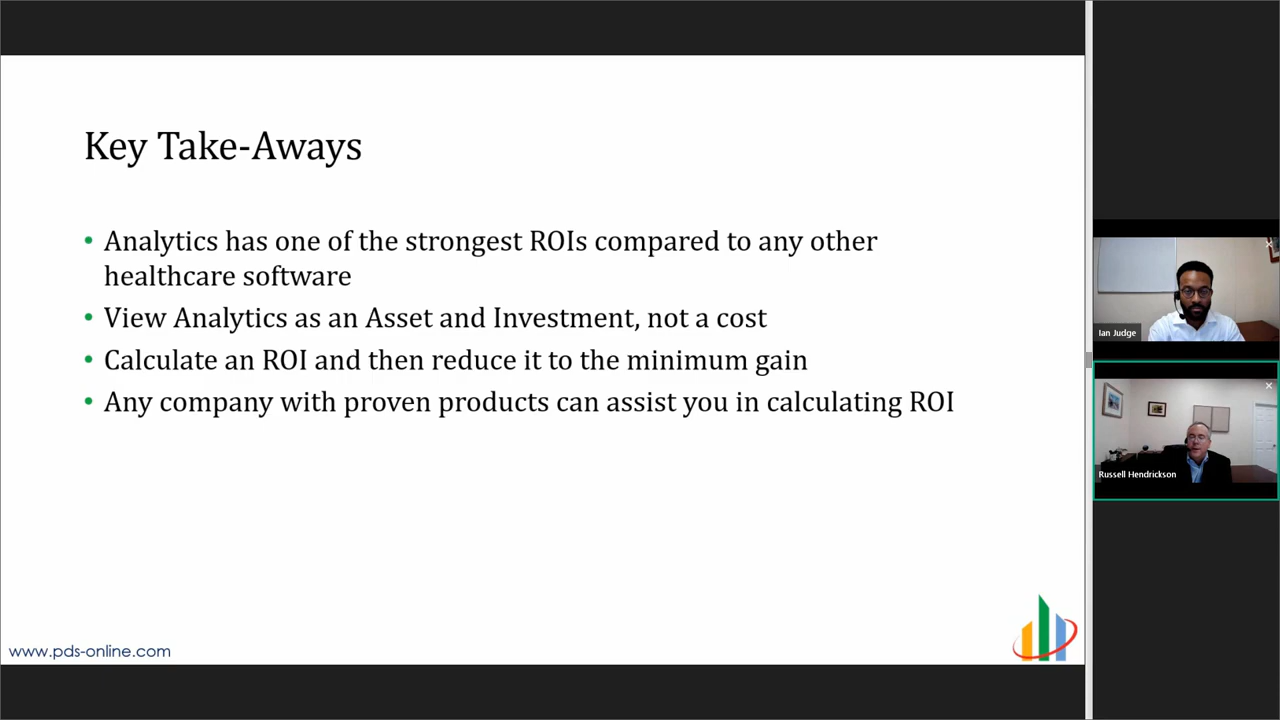 Key Take-Aways
• Analytics has one of the strongest ROIs compared to any other
healthcare software
• View Analytics as an Asset and Investment, not a cost
• Calculate an ROI and then reduce it to the minimum gain
• Any company with proven products can assist you in calculating ROI
www.pds-online.com
Ian Judge
Russell Hendrickson